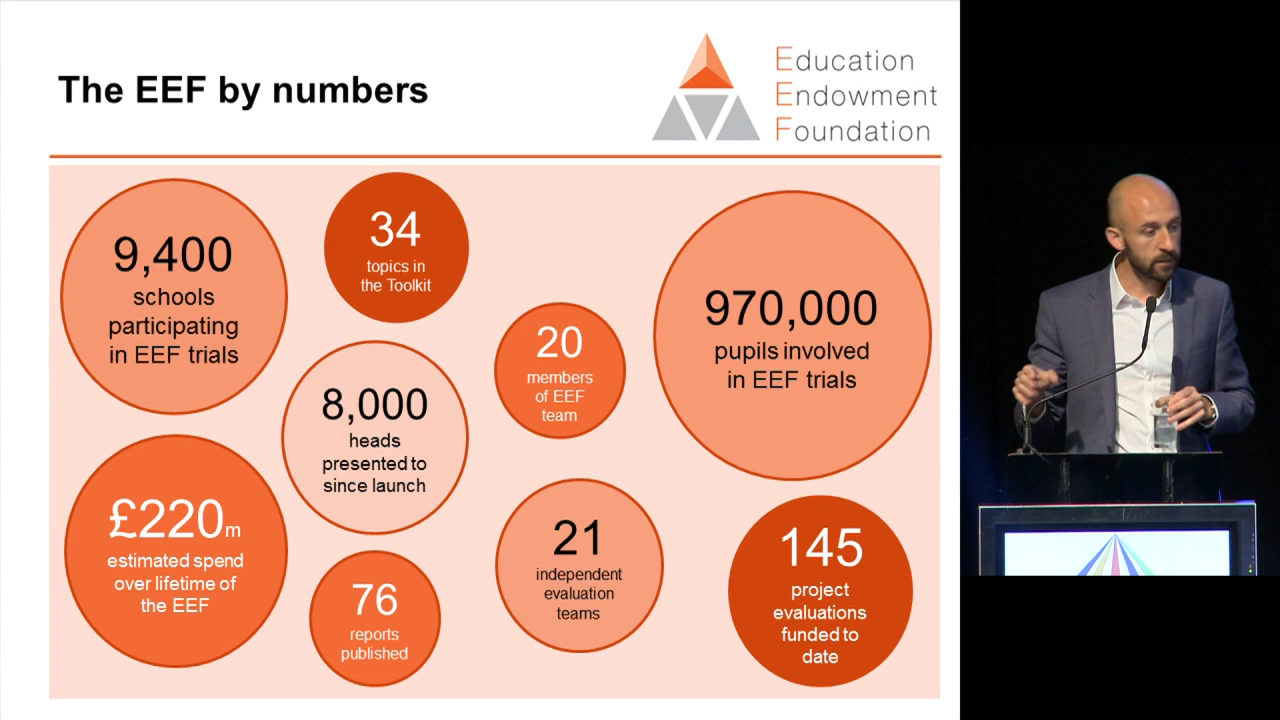 The EEF by numbers
Education
Endowment
Foundation
9,400
schools
participating
in EEF trials
34
topics in
the Toolkit
970,000
pupils involved
in EEF trials
20
members
of EEF
team
8,000
heads
presented to
since launch
£220m
estimated spend
over lifetime of
the EEF
21
independent
evaluation
teams
145
project
evaluations
funded to
date
76
reports
published